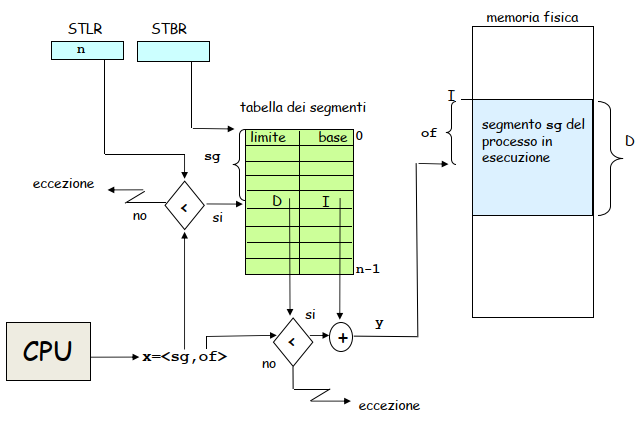 STLR
STBR
n
memoria fisica
I
tabella dei segmenti
limite
base
0
of
segmento sg del
processo in
esecuzione
D
sg
eccezione
<
no
si
D
I
n-1
si
y
CPU
x=<sg,of>
<
+
no
eccezione